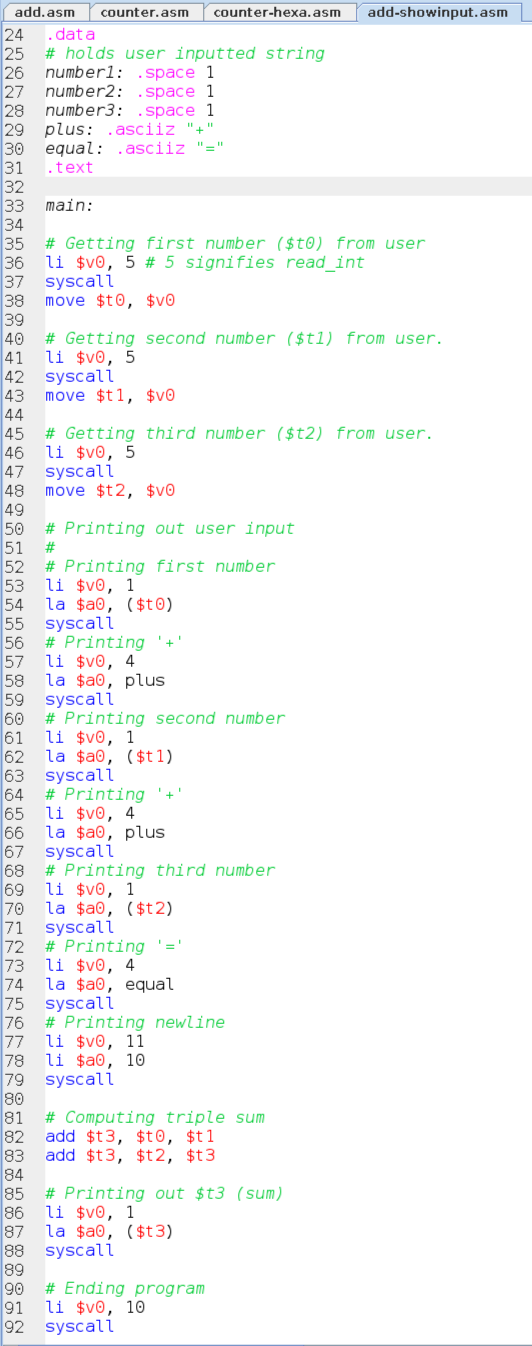 add.asm counter.asm counter-hexa.asm add-showinput.asm
24 .data
25 # holds user inputted string
26 number1: .space 1
27 number2: .space 1
28 number3: .space 1
29 plus: .asciiz "+"
30 equal: .asciiz "="
31 .text
32
33 main:
34
35 # Getting first number ($t0) from user
36 li $v0, 5 # 5 signifies read_int
37 syscall
38 move $t0, $v0
39
40 # Getting second number ($t1) from user.
41 li $v0, 5
42 syscall
43 move $t1, $v0
44
45 # Getting third number ($t2) from user.
46 li $v0, 5
47 syscall
48 move $t2, $v0
49
50 # Printing out user input
51 #
52 # Printing first number
53 li $v0, 1
54 la $a0, ($t0)
55 syscall
56 # Printing '+'
57 li $v0, 4
58 la $a0, plus
59 syscall
60 # Printing second number
61 li $v0, 1
62 la $a0, ($t1)
63 syscall
64 # Printing '+'
65 li $v0, 4
66 la $a0, plus
67 syscall
68 # Printing third number
69 li $v0, 1
70 la $a0, ($t2)
71 syscall
72 # Printing '='
73 li $v0, 4
74 la $a0, equal
75 syscall
76 # Printing newline
77 li $v0, 11
78 li $a0, 10
79 syscall
80
81 # Computing triple sum
82 add $t3, $t0, $t1
83 add $t3, $t2, $t3
84
85 # Printing out $t3 (sum)
86 li $v0, 1
87 la $a0, ($t3)
88 syscall
89
90 # Ending program
91 li $v0, 10
92 syscall